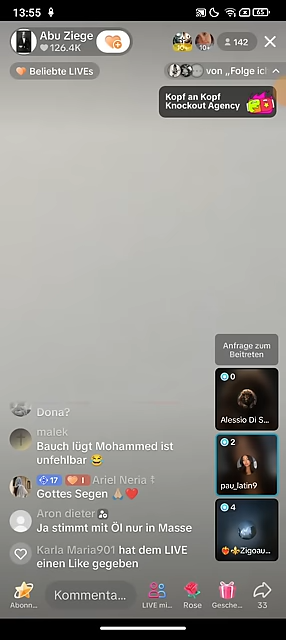 13:55
65
Abu Ziege
126.4K
30+
10+
142
Beliebte LIVEs
von „Folge ich
Kopf an Kopf
Knockout Agency
Anfrage zum
Beitreten
0
Alessio Di S...
2
pau_latin9
4
Zigoau...
Dona?
malek
Bauch lügt Mohammed ist
unfehlbar 😂
17
I
Ariel Neria †
Gottes Segen 🙏🏼❤️
Aron dieter
Ja stimmt mit Öl nur in Masse
Karla Maria901 hat dem LIVE
einen Like gegeben
Kommenta...
Abonn...
LIVE mi...
Rose
Gesche...
33